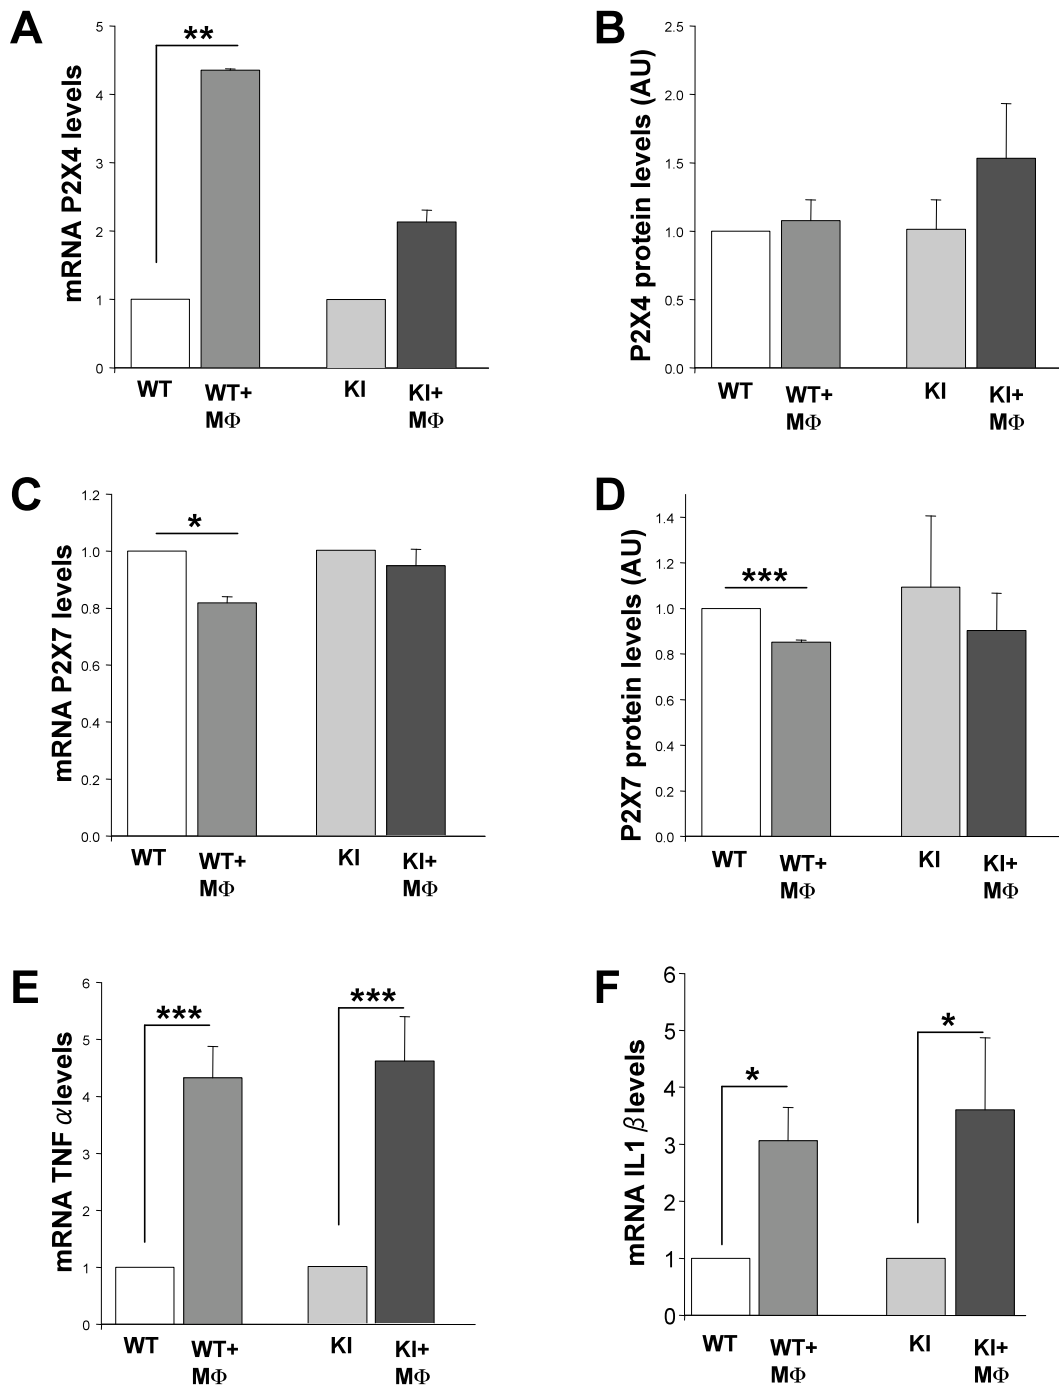 A
mRNA P2X4 levels
5
4
3
2
1
0
**
WT
WT+
MΦ
KI
KI+
MΦ
B
P2X4 protein levels (AU)
2.5
2.0
1.5
1.0
0.5
0.0
WT
WT+
MΦ
KI
KI+
MΦ
C
mRNA P2X7 levels
1.2
1.0
0.8
0.6
0.4
0.2
0.0
*
WT
WT+
MΦ
KI
KI+
MΦ
D
P2X7 protein levels (AU)
1.4
1.2
1.0
0.8
0.6
0.4
0.2
0.0
***
WT
WT+
MΦ
KI
KI+
MΦ
E
mRNA TNF α levels
6
5
4
3
2
1
0
***
***
WT
WT+
MΦ
KI
KI+
MΦ
F
mRNA IL1 β levels
6
5
4
3
2
1
0
*
*
WT
WT+
MΦ
KI
KI+
MΦ